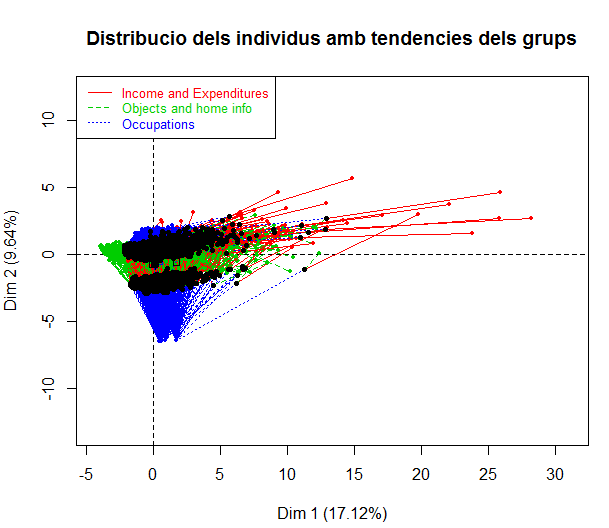 Distribucio dels individus amb tendencies dels grups
Income and Expenditures
Objects and home info
Occupations
Dim 2 (9.64%)
10
5
0
-5
-10
-5 0 5 10 15 20 25 30
Dim 1 (17.12%)